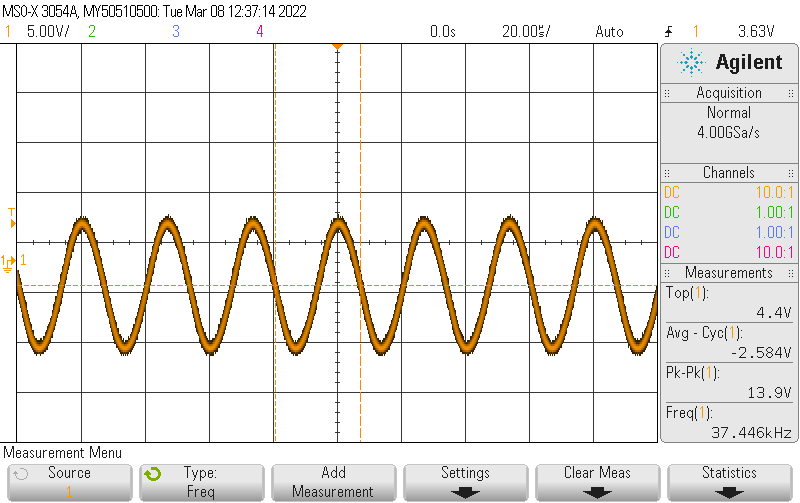 MSO-X 3054A, MY50510500: Tue Mar 08 12:37:14 2022
1 5.00V/ 2 3 4 0.0s 20.00us/ Auto 1 3.63V
Agilent
Acquisition
Normal
4.00GSa/s
Channels
DC 10.0:1
DC 1.00:1
DC 1.00:1
DC 10.0:1
Measurements
Top(1):
4.4V
Avg - Cyc(1):
-2.584V
Pk-Pk(1):
13.9V
Freq(1):
37.446kHz
T
1 1
Measurement Menu
Source
1
Type:
Freq
Add
Measurement
Settings
Clear Meas
Statistics